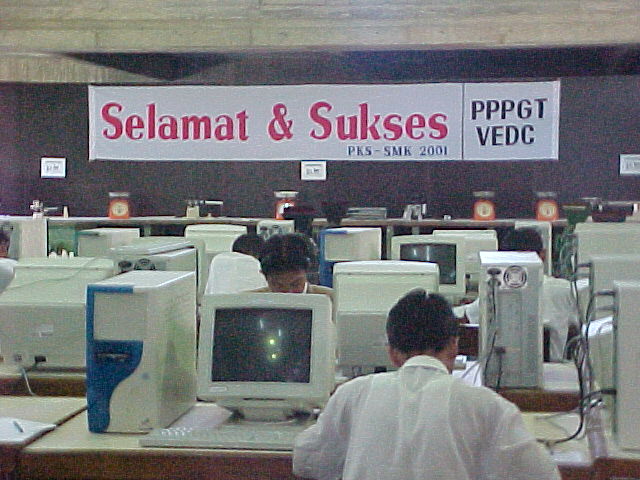 Selamat & Sukses
PKS-SMK 2001
PPPGT
VEDC